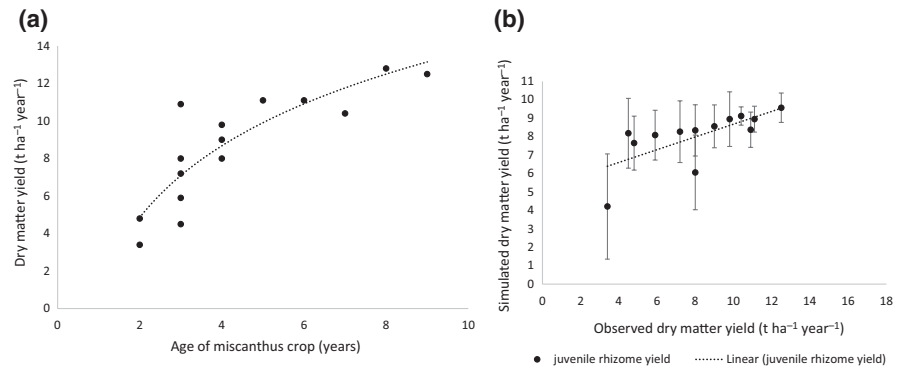 (a)
Dry matter yield (t ha⁻¹ year⁻¹)
14
12
10
8
6
4
2
0
0 2 4 6 8 10
Age of miscanthus crop (years)
(b)
Simulated dry matter yield (t ha⁻¹ year⁻¹)
11
10
9
8
7
6
5
4
3
2
1
0
0 2 4 6 8 10 12 14 16 18
Observed dry matter yield (t ha⁻¹ year⁻¹)
juvenile rhizome yield
Linear (juvenile rhizome yield)